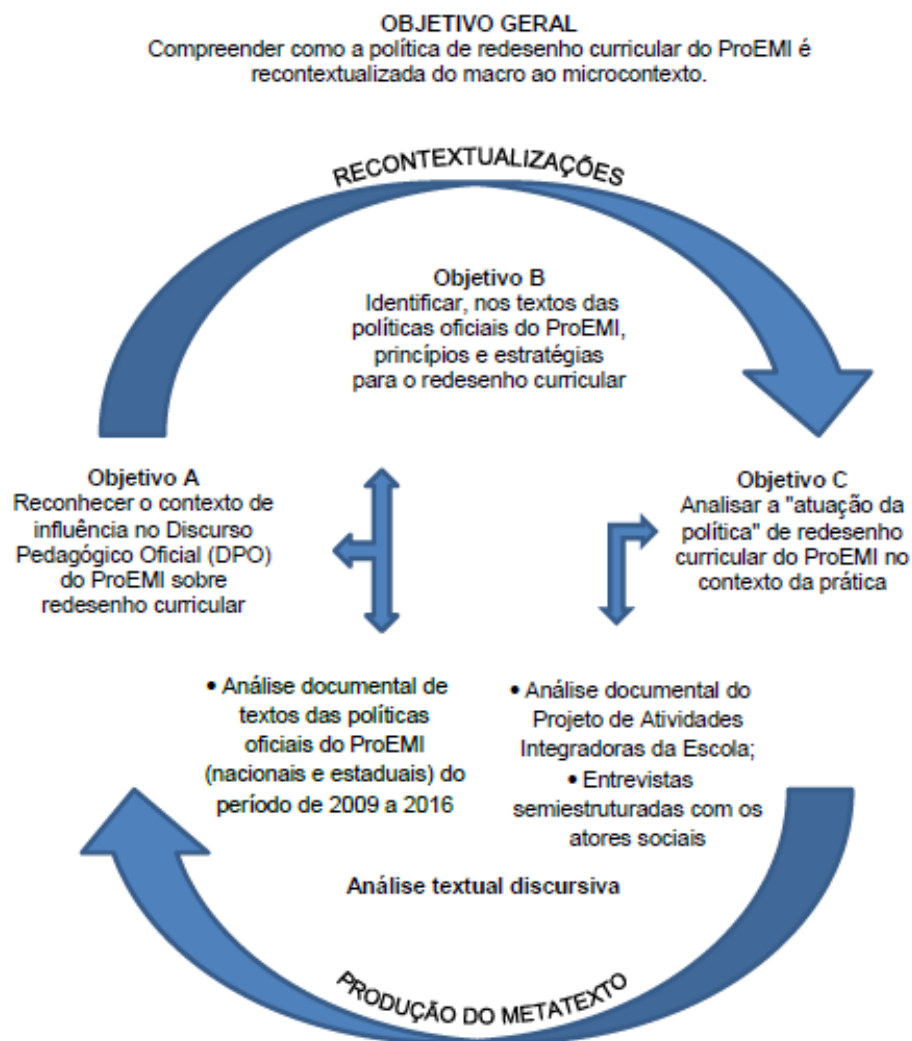 OBJETIVO GERAL
Compreender como a política de redesenho curricular do ProEMI é
recontextualizada do macro ao microcontexto.
RECONTEXTUALIZAÇÕES
Objetivo B
Identificar, nos textos das
políticas oficiais do ProEMI,
princípios e estratégias
para o redesenho curricular
Objetivo A
Reconhecer o contexto de
influência no Discurso
Pedagógico Oficial (DPO)
do ProEMI sobre
redesenho curricular
Objetivo C
Analisar a "atuação da
política" de redesenho
curricular do ProEMI no
contexto da prática
• Análise documental de
textos das políticas
oficiais do ProEMI
(nacionais e estaduais) do
período de 2009 a 2016
• Análise documental do
Projeto de Atividades
Integradoras da Escola;
• Entrevistas
semiestruturadas com os
atores sociais
Análise textual discursiva
PRODUÇÃO DO METATEXTO